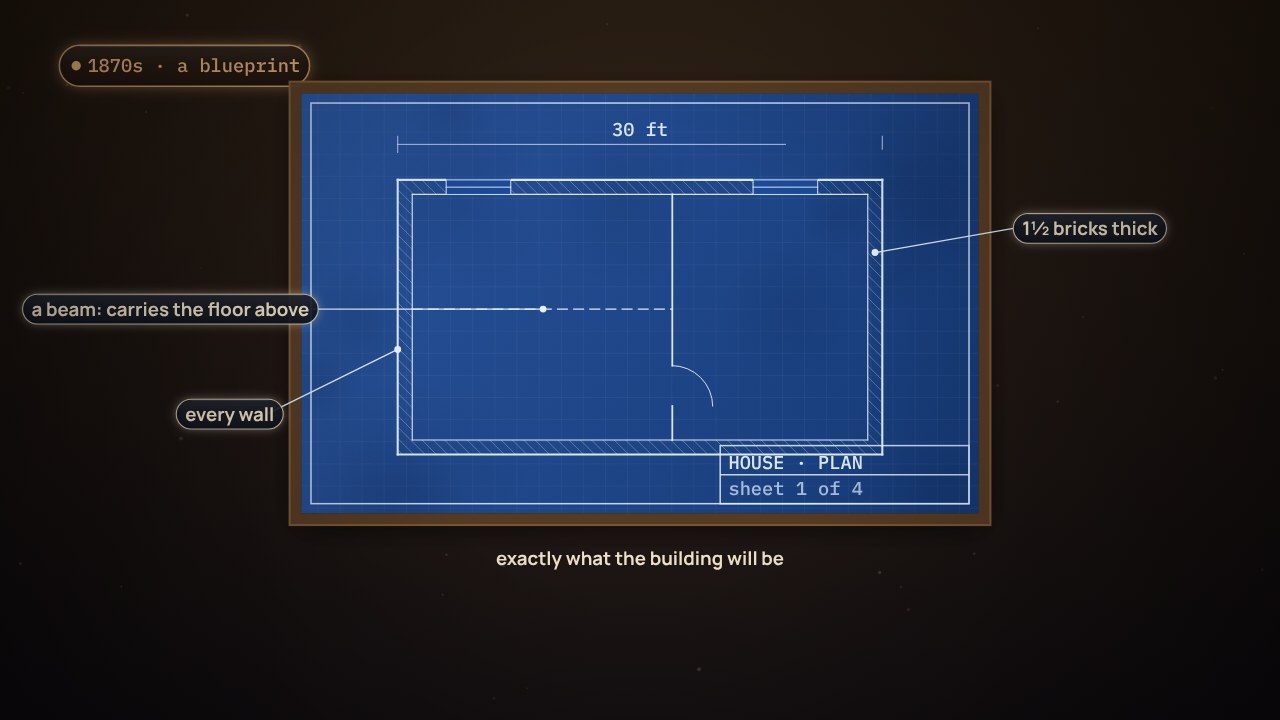 1870s · a blueprint
30 ft
1½ bricks thick
a beam: carries the floor above
every wall
HOUSE · PLAN
sheet 1 of 4
exactly what the building will be